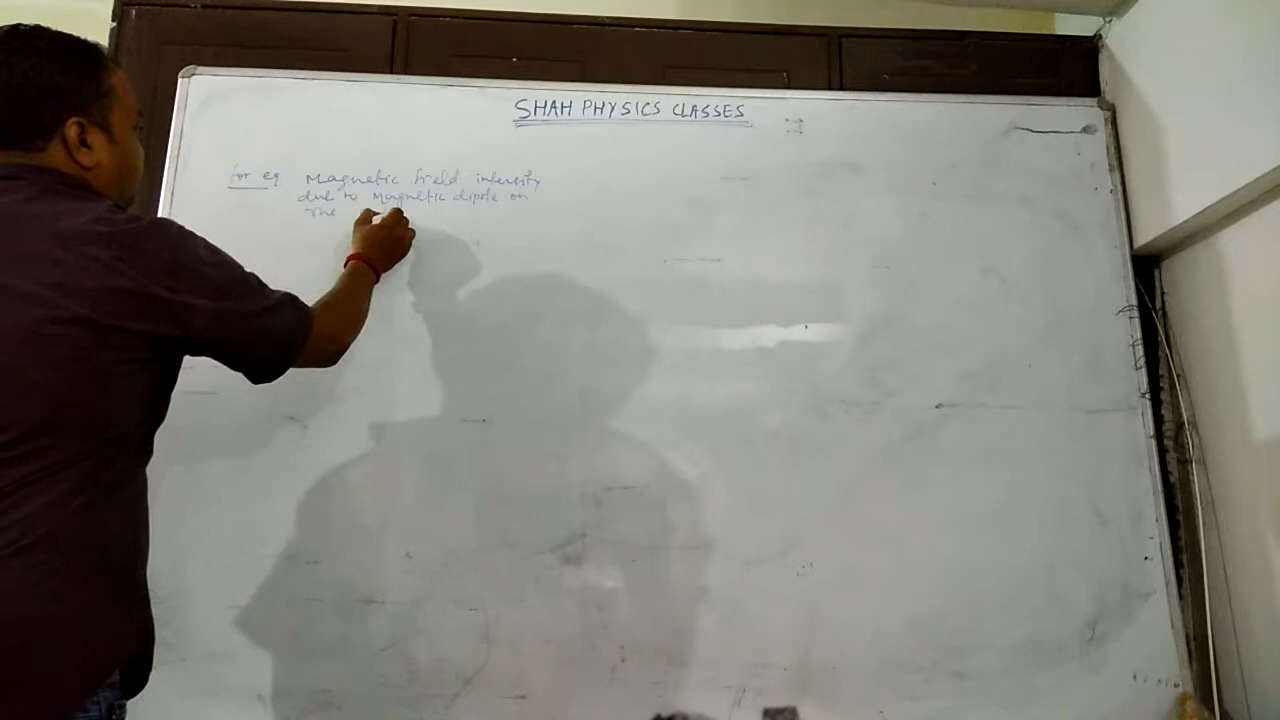 SHAH PHYSICS CLASSES
for eg Magnetic field intensity
due to Magnetic dipole on
The